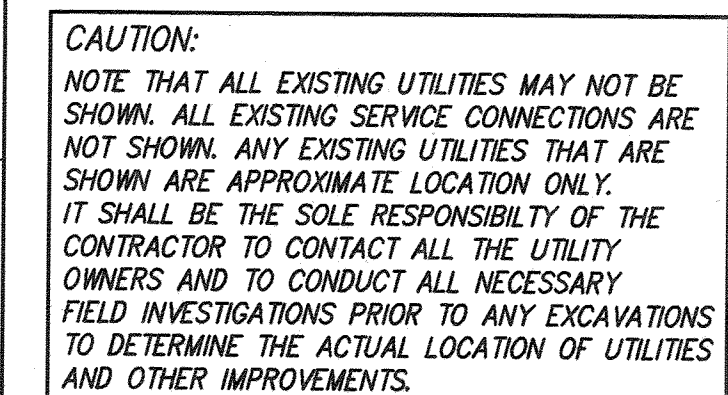 CAUTION:
NOTE THAT ALL EXISTING UTILITIES MAY NOT BE
SHOWN. ALL EXISTING SERVICE CONNECTIONS ARE
NOT SHOWN. ANY EXISTING UTILITIES THAT ARE
SHOWN ARE APPROXIMATE LOCATION ONLY.
IT SHALL BE THE SOLE RESPONSIBILTY OF THE
CONTRACTOR TO CONTACT ALL THE UTILITY
OWNERS AND TO CONDUCT ALL NECESSARY
FIELD INVESTIGATIONS PRIOR TO ANY EXCAVATIONS
TO DETERMINE THE ACTUAL LOCATION OF UTILITIES
AND OTHER IMPROVEMENTS.